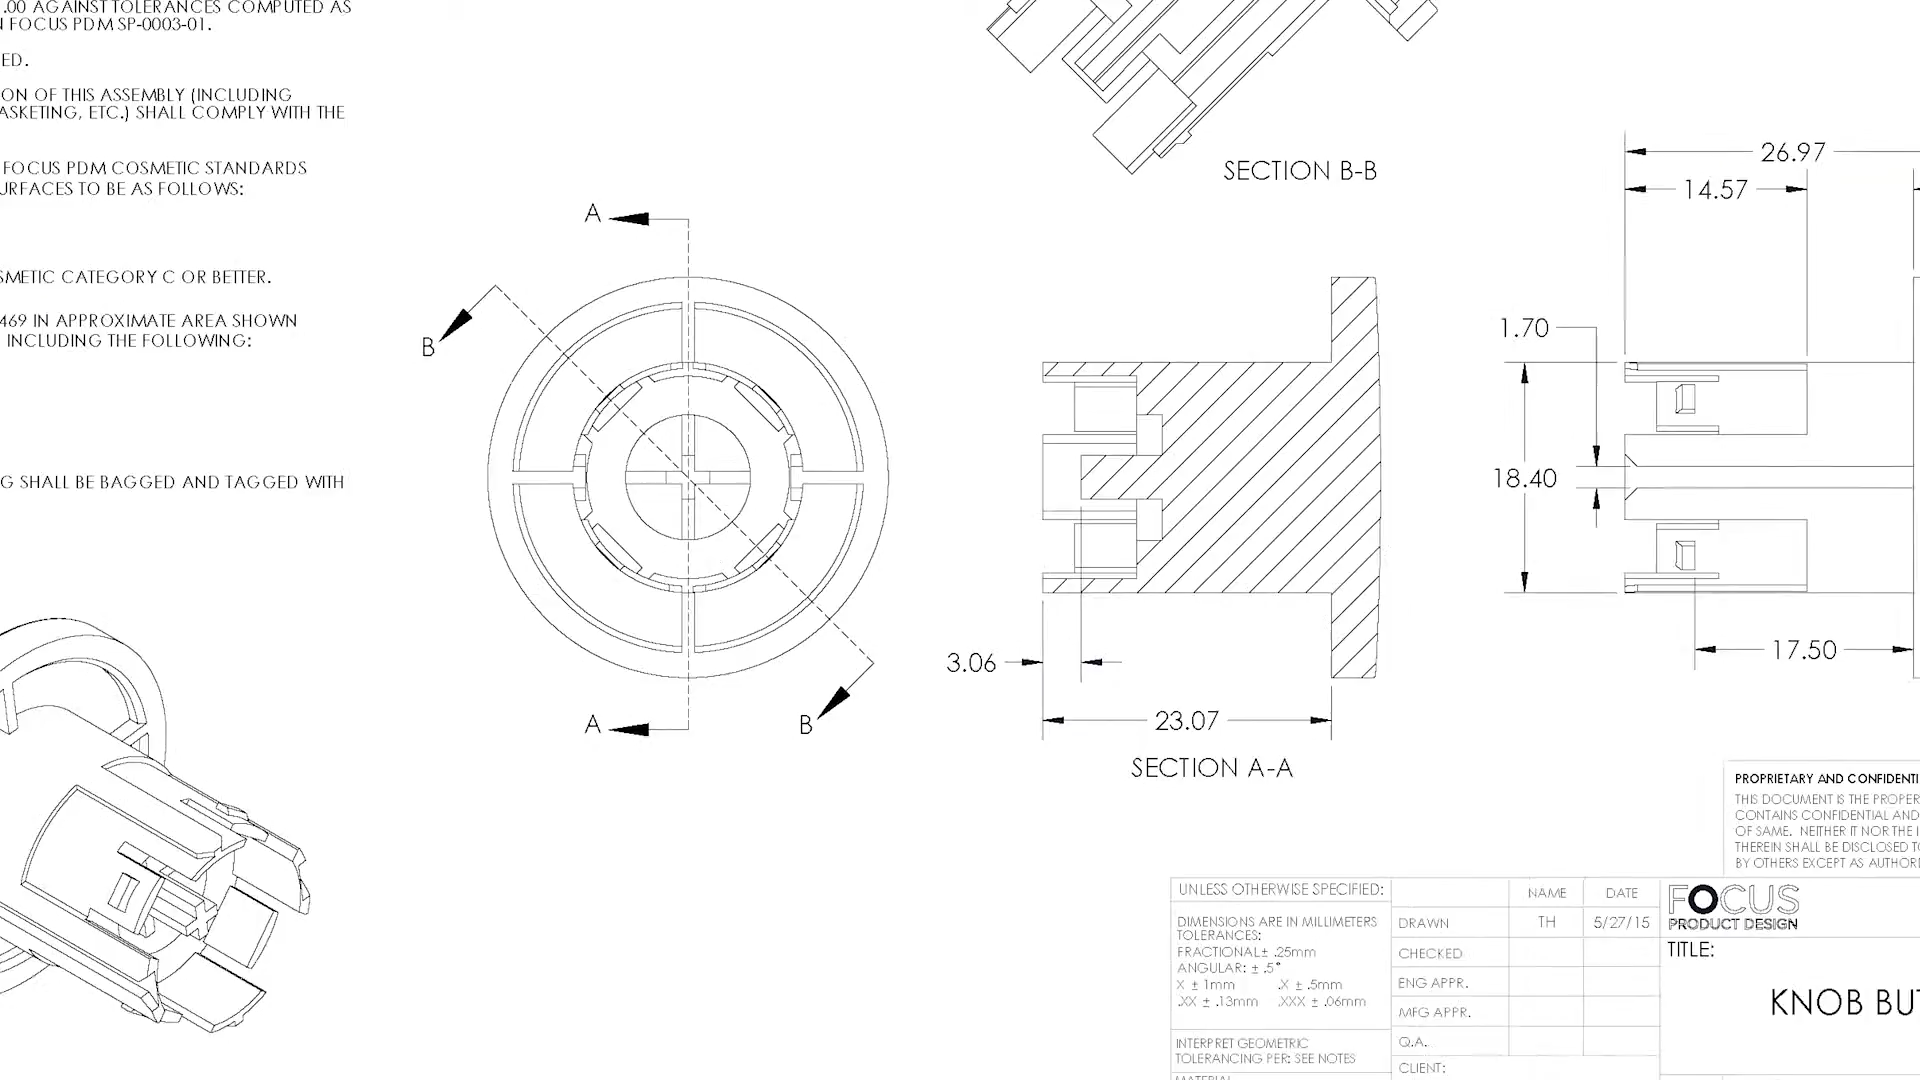 .00 AGAINST TOLERANCES COMPUTED AS
FOCUS PDM SP-0003-01.
ED.
ON OF THIS ASSEMBLY (INCLUDING
ASKETING, ETC.) SHALL COMPLY WITH THE
FOCUS PDM COSMETIC STANDARDS
URFACES TO BE AS FOLLOWS:
SMETIC CATEGORY C OR BETTER.
469 IN APPROXIMATE AREA SHOWN
INCLUDING THE FOLLOWING:
G SHALL BE BAGGED AND TAGGED WITH
SECTION B-B
A
B
A
B
3.06
23.07
SECTION A-A
26.97
14.57
1.70
18.40
17.50
PROPRIETARY AND CONFIDENTI
THIS DOCUMENT IS THE PROPER
CONTAINS CONFIDENTIAL AND
OF SAME. NEITHER IT NOR THE I
THEREIN SHALL BE DISCLOSED TO
BY OTHERS EXCEPT AS AUTHOR
UNLESS OTHERWISE SPECIFIED:
DIMENSIONS ARE IN MILLIMETERS
TOLERANCES:
FRACTIONAL± .25mm
ANGULAR: ± .5°
X ± 1mm .X ± .5mm
.XX ± .13mm .XXX ± .06mm
INTERPRET GEOMETRIC
TOLERANCING PER: SEE NOTES
MATERIAL
NAME DATE
DRAWN TH 5/27/15
CHECKED
ENG APPR.
MFG APPR.
Q.A.
CLIENT:
FOCUS
PRODUCT DESIGN
TITLE:
KNOB BUT